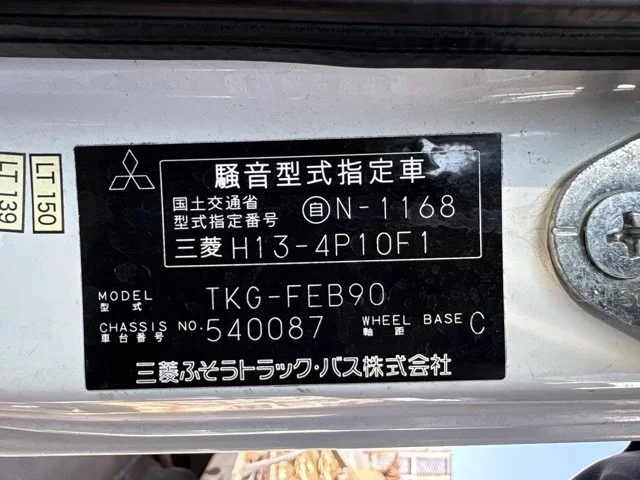 騒音型式指定車
国土交通省
型式指定番号 自N-1168
三菱 H13-4P10F1
MODEL
型式 TKG-FEB90
CHASSIS NO.
車台番号 540087
WHEEL BASE
軸距 C
三菱ふそうトラック・バス株式会社
LT 150
LT 139